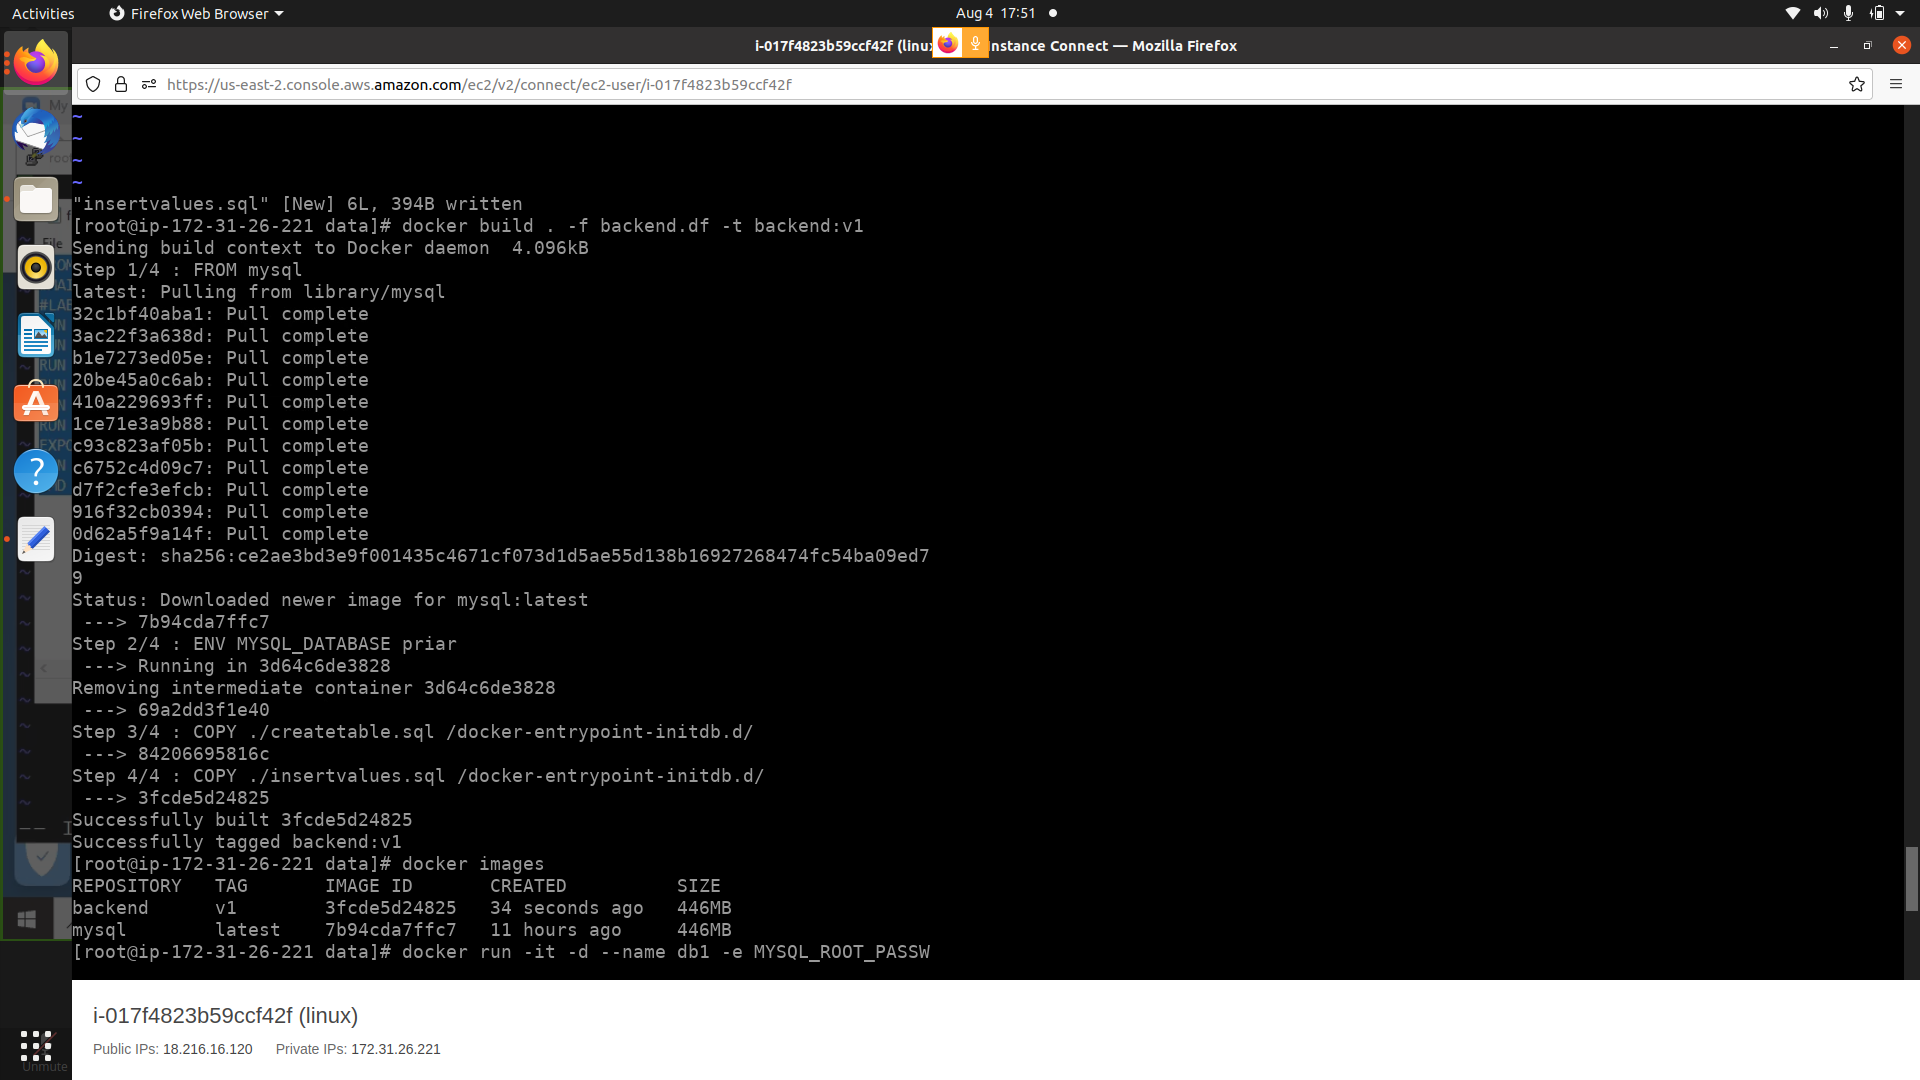 Activities
Firefox Web Browser
Aug 4 17:51
i-017f4823b59ccf42f (linu
nstance Connect — Mozilla Firefox
https://us-east-2.console.aws.amazon.com/ec2/v2/connect/ec2-user/i-017f4823b59ccf42f
My
root
File
#LAB
RUN
RUN
EXPO
~
~
~
~
"insertvalues.sql" [New] 6L, 394B written
[root@ip-172-31-26-221 data]# docker build . -f backend.df -t backend:v1
Sending build context to Docker daemon  4.096kB
Step 1/4 : FROM mysql
latest: Pulling from library/mysql
32c1bf40aba1: Pull complete
3ac22f3a638d: Pull complete
b1e7273ed05e: Pull complete
20be45a0c6ab: Pull complete
410a229693ff: Pull complete
1ce71e3a9b88: Pull complete
c93c823af05b: Pull complete
c6752c4d09c7: Pull complete
d7f2cfe3efcb: Pull complete
916f32cb0394: Pull complete
0d62a5f9a14f: Pull complete
Digest: sha256:ce2ae3bd3e9f001435c4671cf073d1d5ae55d138b16927268474fc54ba09ed7
9
Status: Downloaded newer image for mysql:latest
 ---> 7b94cda7ffc7
Step 2/4 : ENV MYSQL_DATABASE priar
 ---> Running in 3d64c6de3828
Removing intermediate container 3d64c6de3828
 ---> 69a2dd3f1e40
Step 3/4 : COPY ./createtable.sql /docker-entrypoint-initdb.d/
 ---> 84206695816c
Step 4/4 : COPY ./insertvalues.sql /docker-entrypoint-initdb.d/
 ---> 3fcde5d24825
Successfully built 3fcde5d24825
Successfully tagged backend:v1
[root@ip-172-31-26-221 data]# docker images
REPOSITORY   TAG       IMAGE ID       CREATED          SIZE
backend      v1        3fcde5d24825   34 seconds ago   446MB
mysql        latest    7b94cda7ffc7   11 hours ago     446MB
[root@ip-172-31-26-221 data]# docker run -it -d --name db1 -e MYSQL_ROOT_PASSW
i-017f4823b59ccf42f (linux)
Public IPs: 18.216.16.120 Private IPs: 172.31.26.221
Unmute